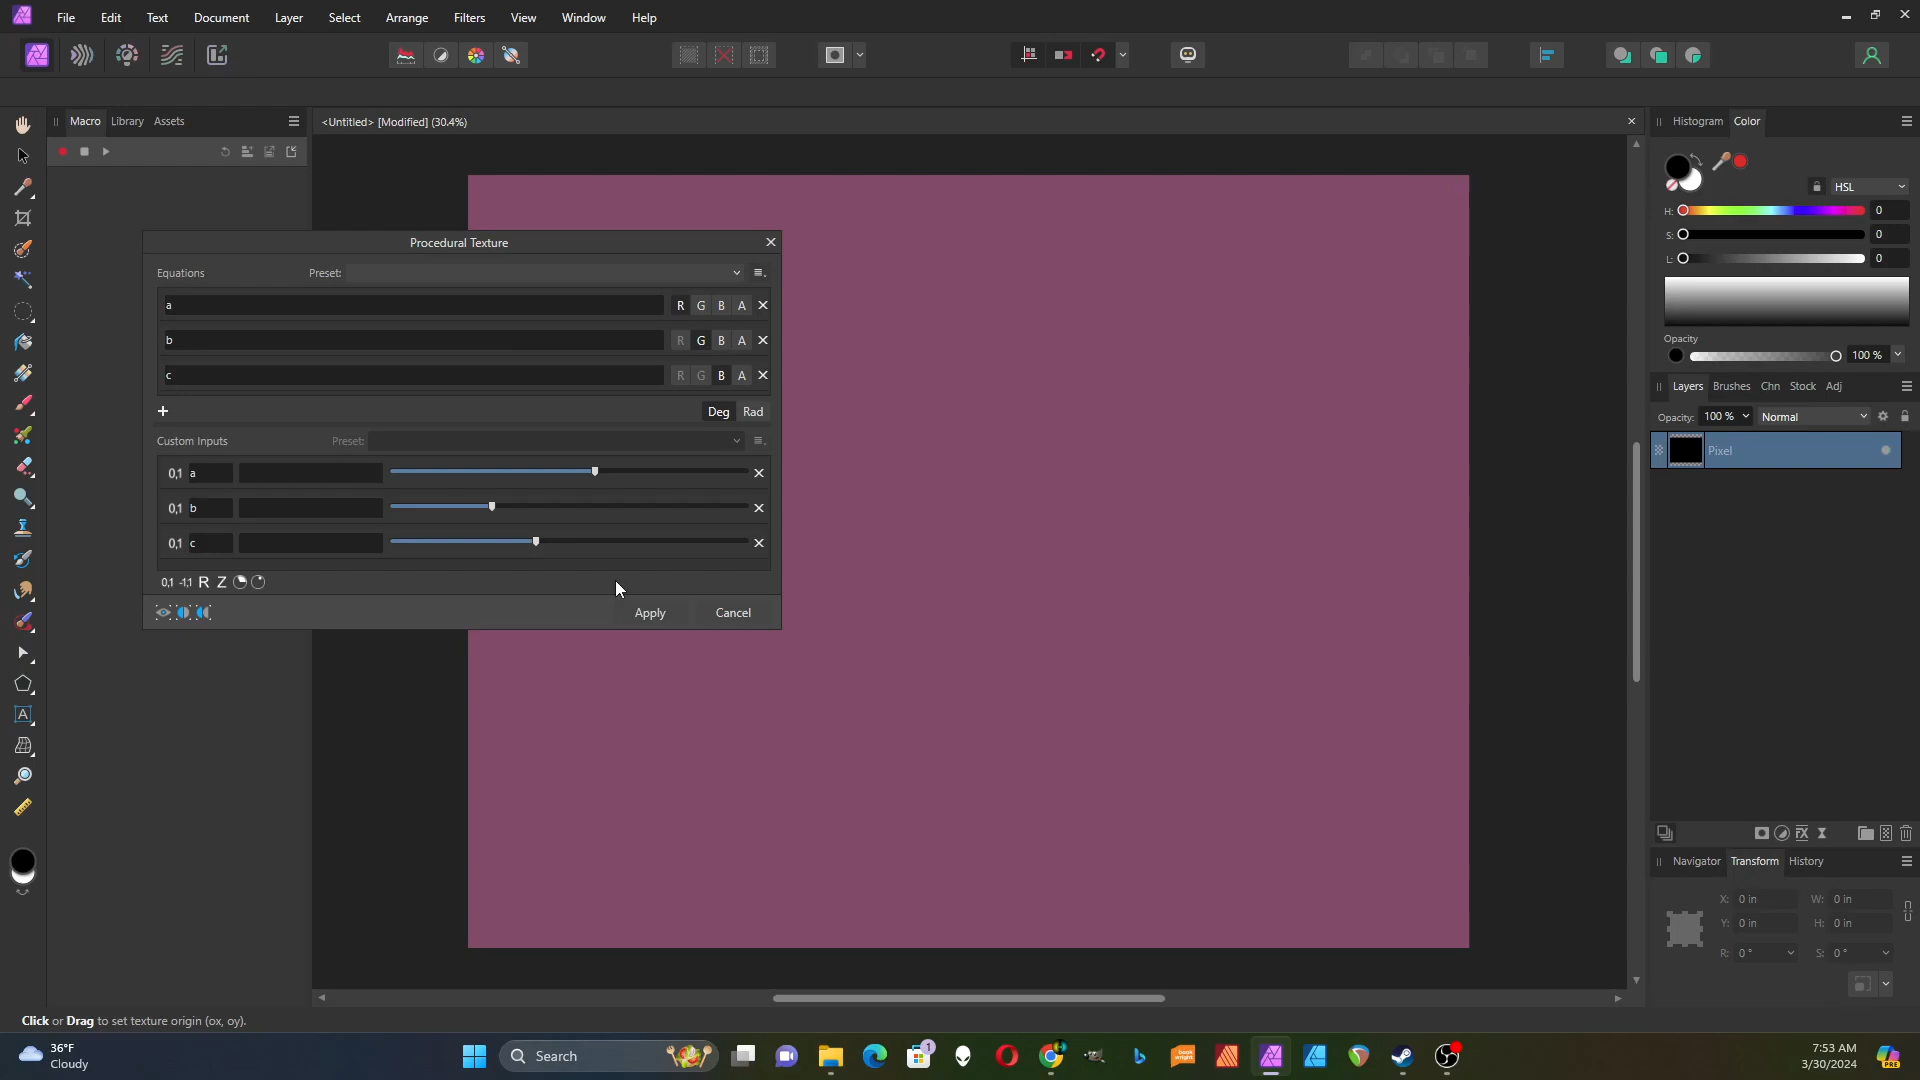 File Edit Text Document Layer Select Arrange Filters View Window Help
Macro Library Assets
<Untitled> [Modified] (30.4%)
Histogram Color
HSL
H: 0
S: 0
L: 0
Opacity
100 %
Procedural Texture
Equations Preset:
a R G B A
b R G B A
c R G B A
Deg Rad
Custom Inputs Preset:
0,1 a
0,1 b
0,1 c
0,1 -1,1 R Z
Apply Cancel
Layers Brushes Chn Stock Adj
Opacity: 100 % Normal
Pixel
Navigator Transform History
X: 0 in W: 0 in
Y: 0 in H: 0 in
R: 0 ° S: 0 °
Click or Drag to set texture origin (ox, oy).
36°F
Cloudy
Search
1
book
wright
7:53 AM
3/30/2024
PRE